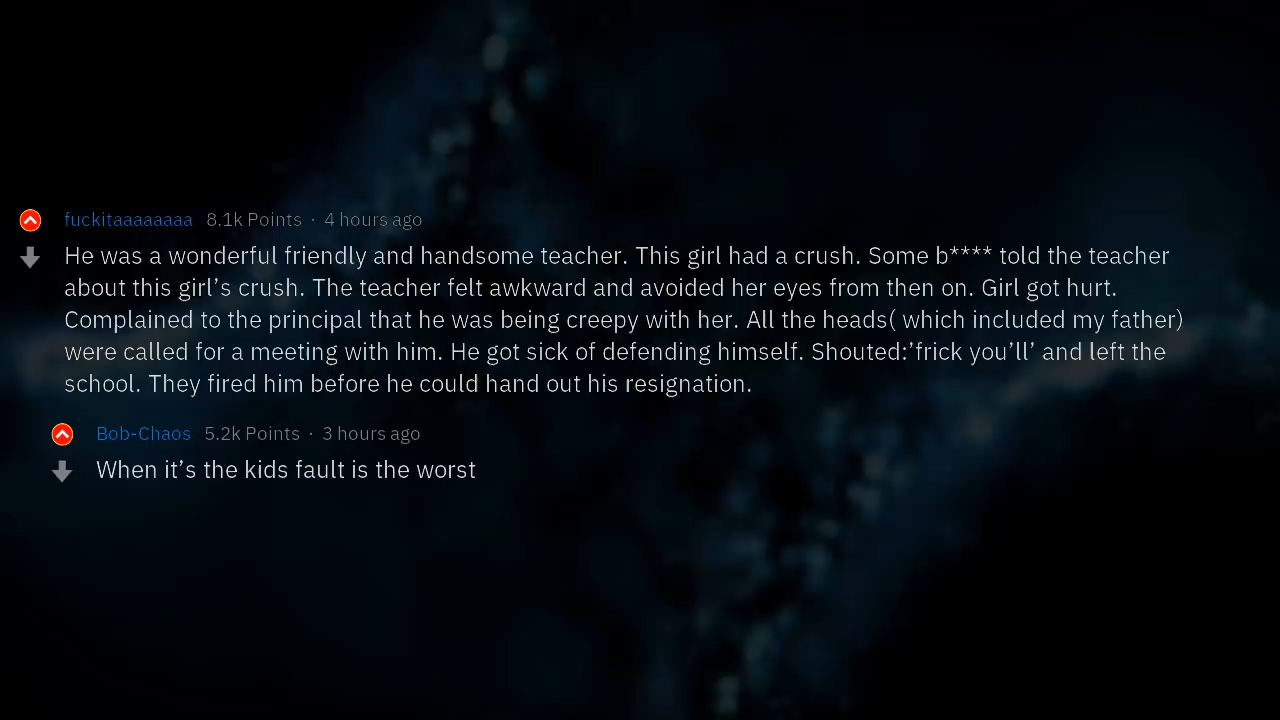 fuckitaaaaaaaa 8.1k Points · 4 hours ago
He was a wonderful friendly and handsome teacher. This girl had a crush. Some b**** told the teacher
about this girl’s crush. The teacher felt awkward and avoided her eyes from then on. Girl got hurt.
Complained to the principal that he was being creepy with her. All the heads( which included my father)
were called for a meeting with him. He got sick of defending himself. Shouted:’frick you’ll’ and left the
school. They fired him before he could hand out his resignation.
Bob-Chaos 5.2k Points · 3 hours ago
When it’s the kids fault is the worst